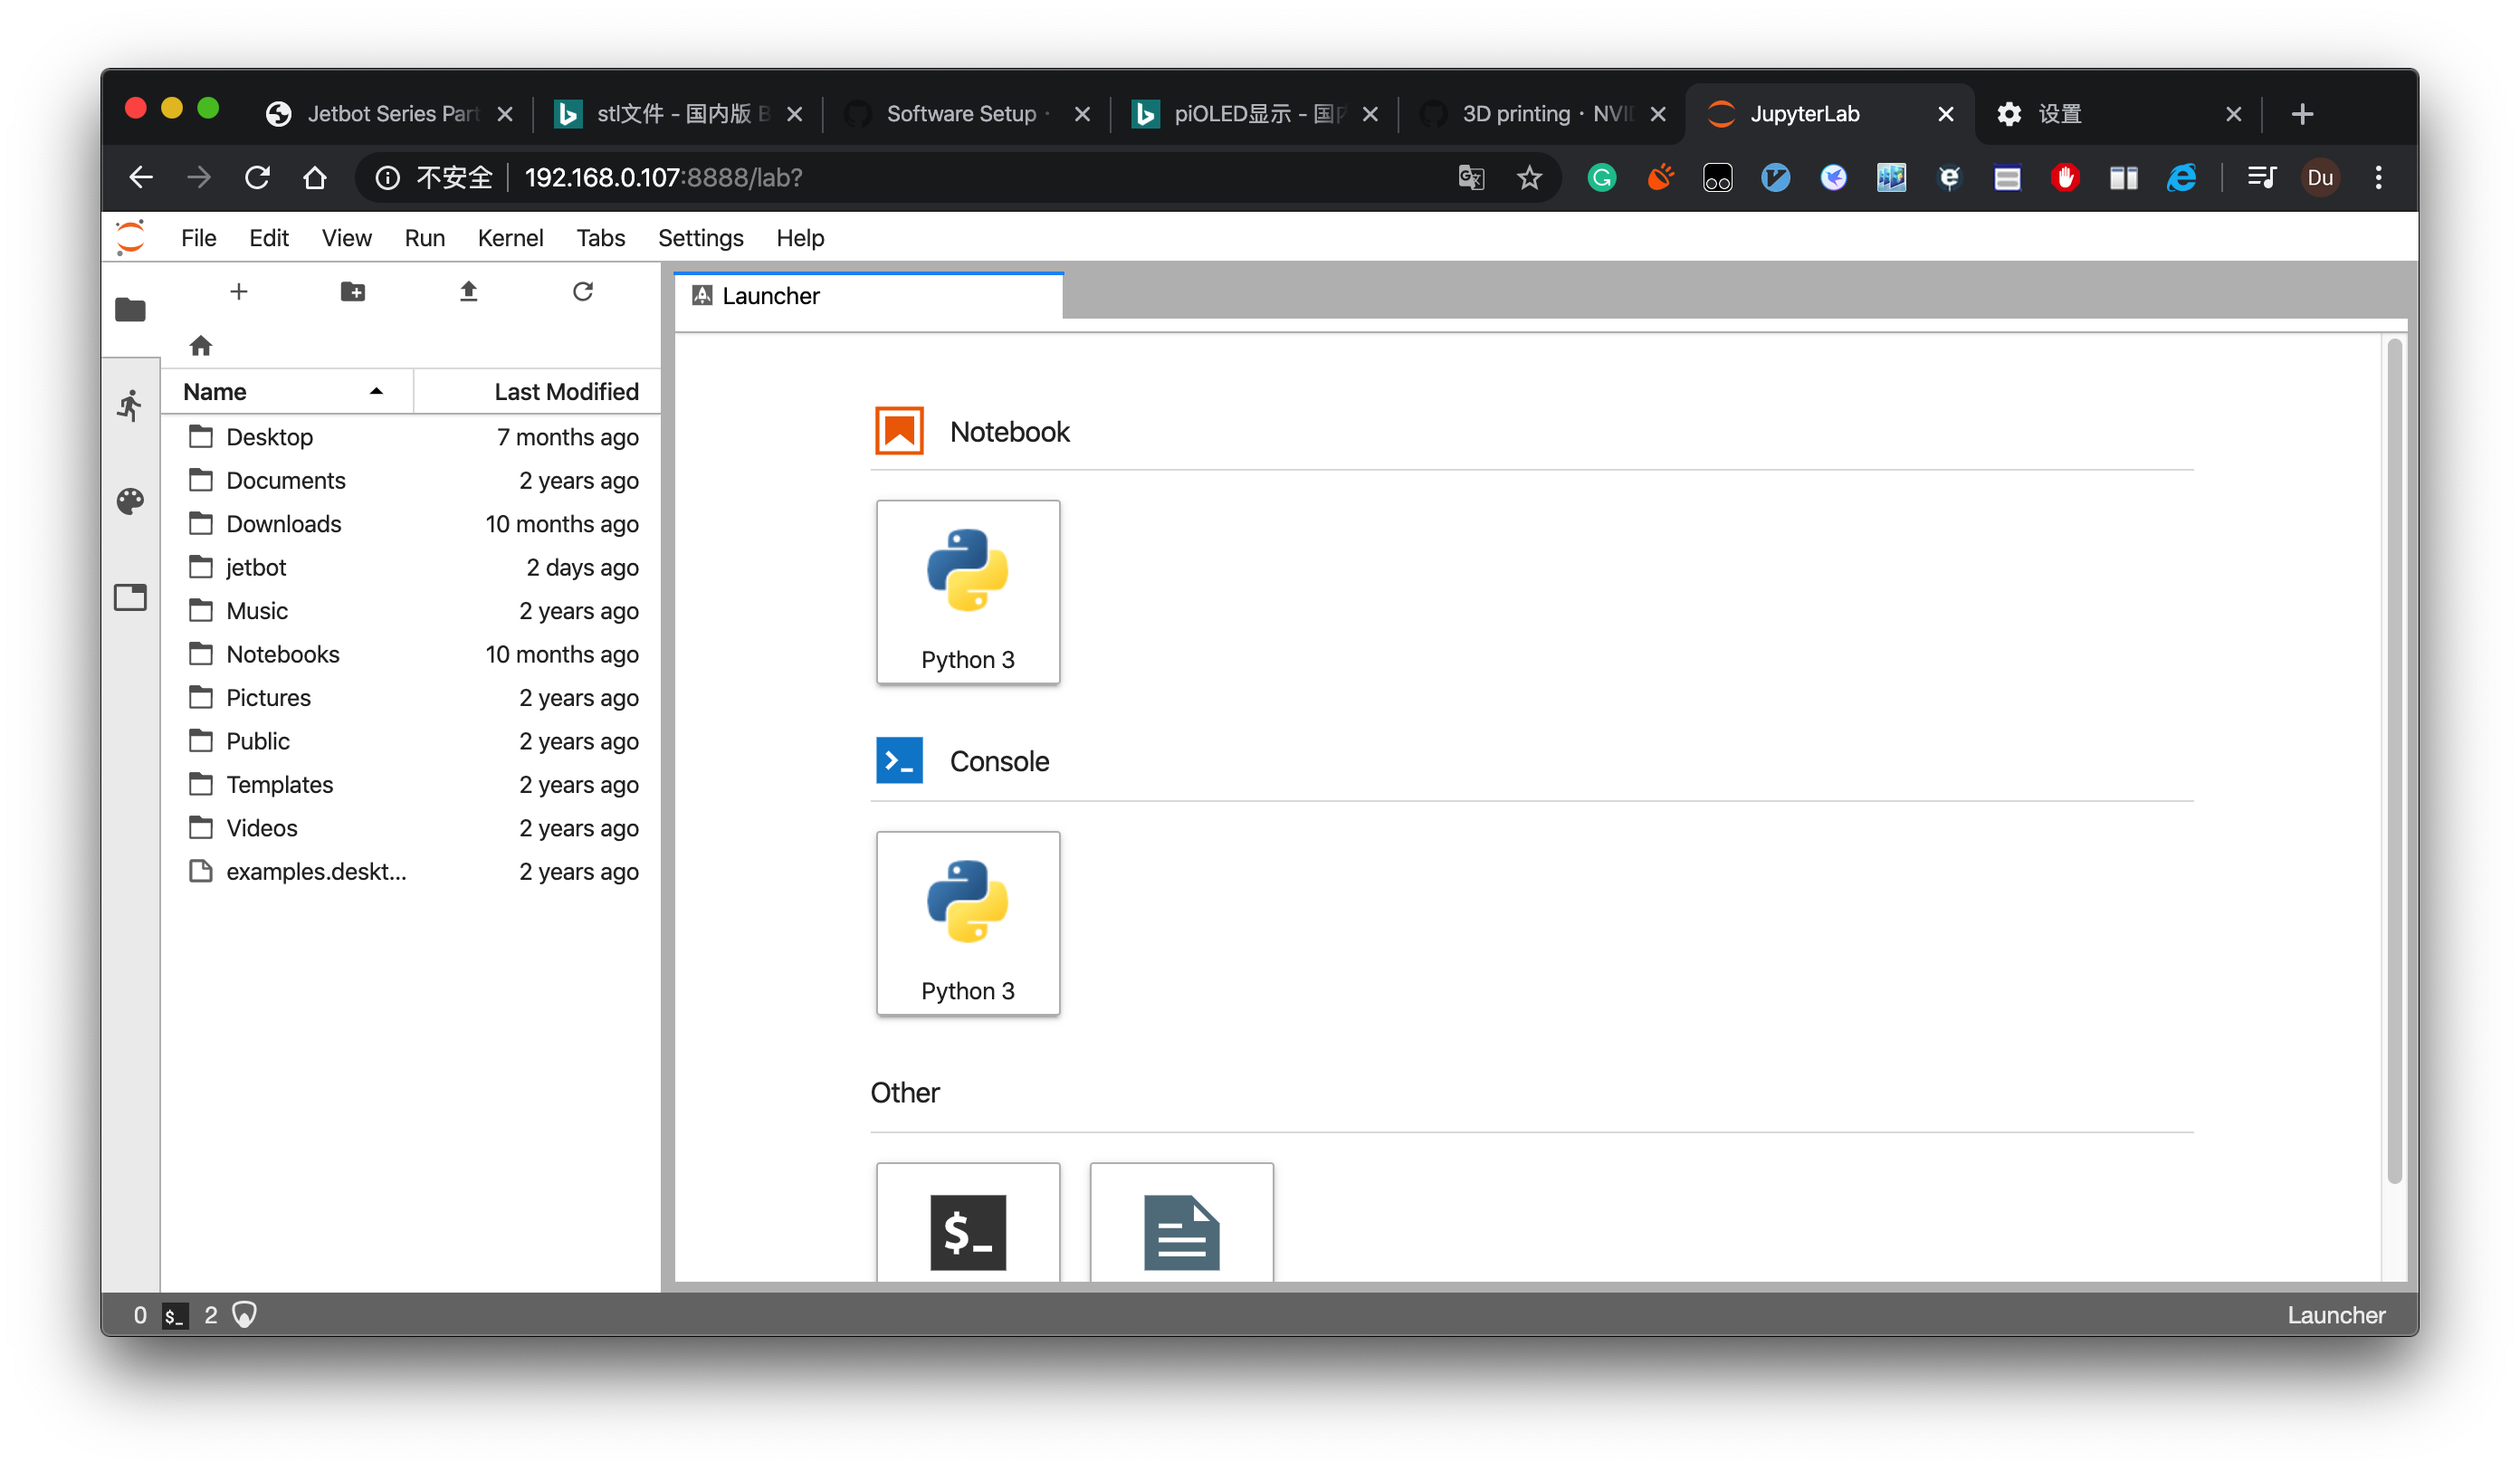 Jetbot Series Part
stl文件 - 国内版 B
Software Setup ·
piOLED显示 - 国内
3D printing · NVID
JupyterLab
设置
不安全
192.168.0.107:8888/lab?
Du
File Edit View Run Kernel Tabs Settings Help
Launcher
Name Last Modified
Desktop 7 months ago
Documents 2 years ago
Downloads 10 months ago
jetbot 2 days ago
Music 2 years ago
Notebooks 10 months ago
Pictures 2 years ago
Public 2 years ago
Templates 2 years ago
Videos 2 years ago
examples.deskt... 2 years ago
Notebook
Python 3
Console
Python 3
Other
$_
0 $_ 2
Launcher